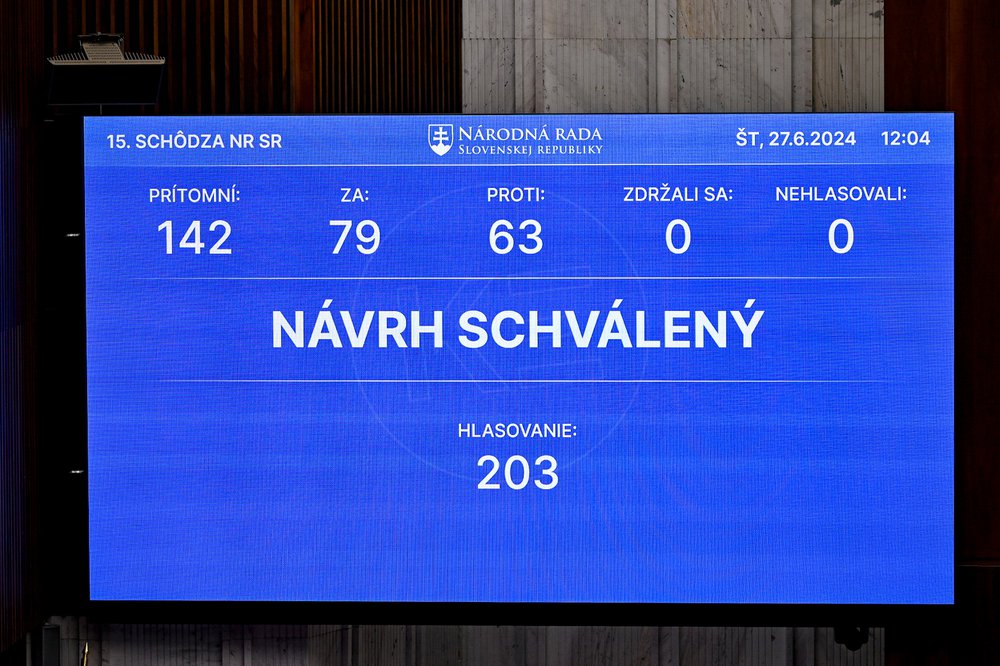 15. SCHÔDZA NR SR
NÁRODNÁ RADA
SLOVENSKEJ REPUBLIKY
ŠT, 27.6.2024 12:04
PRÍTOMNÍ: ZA: PROTI: ZDRŽALI SA: NEHLASOVALI:
142 79 63 0 0
NÁVRH SCHVÁLENÝ
HLASOVANIE:
203